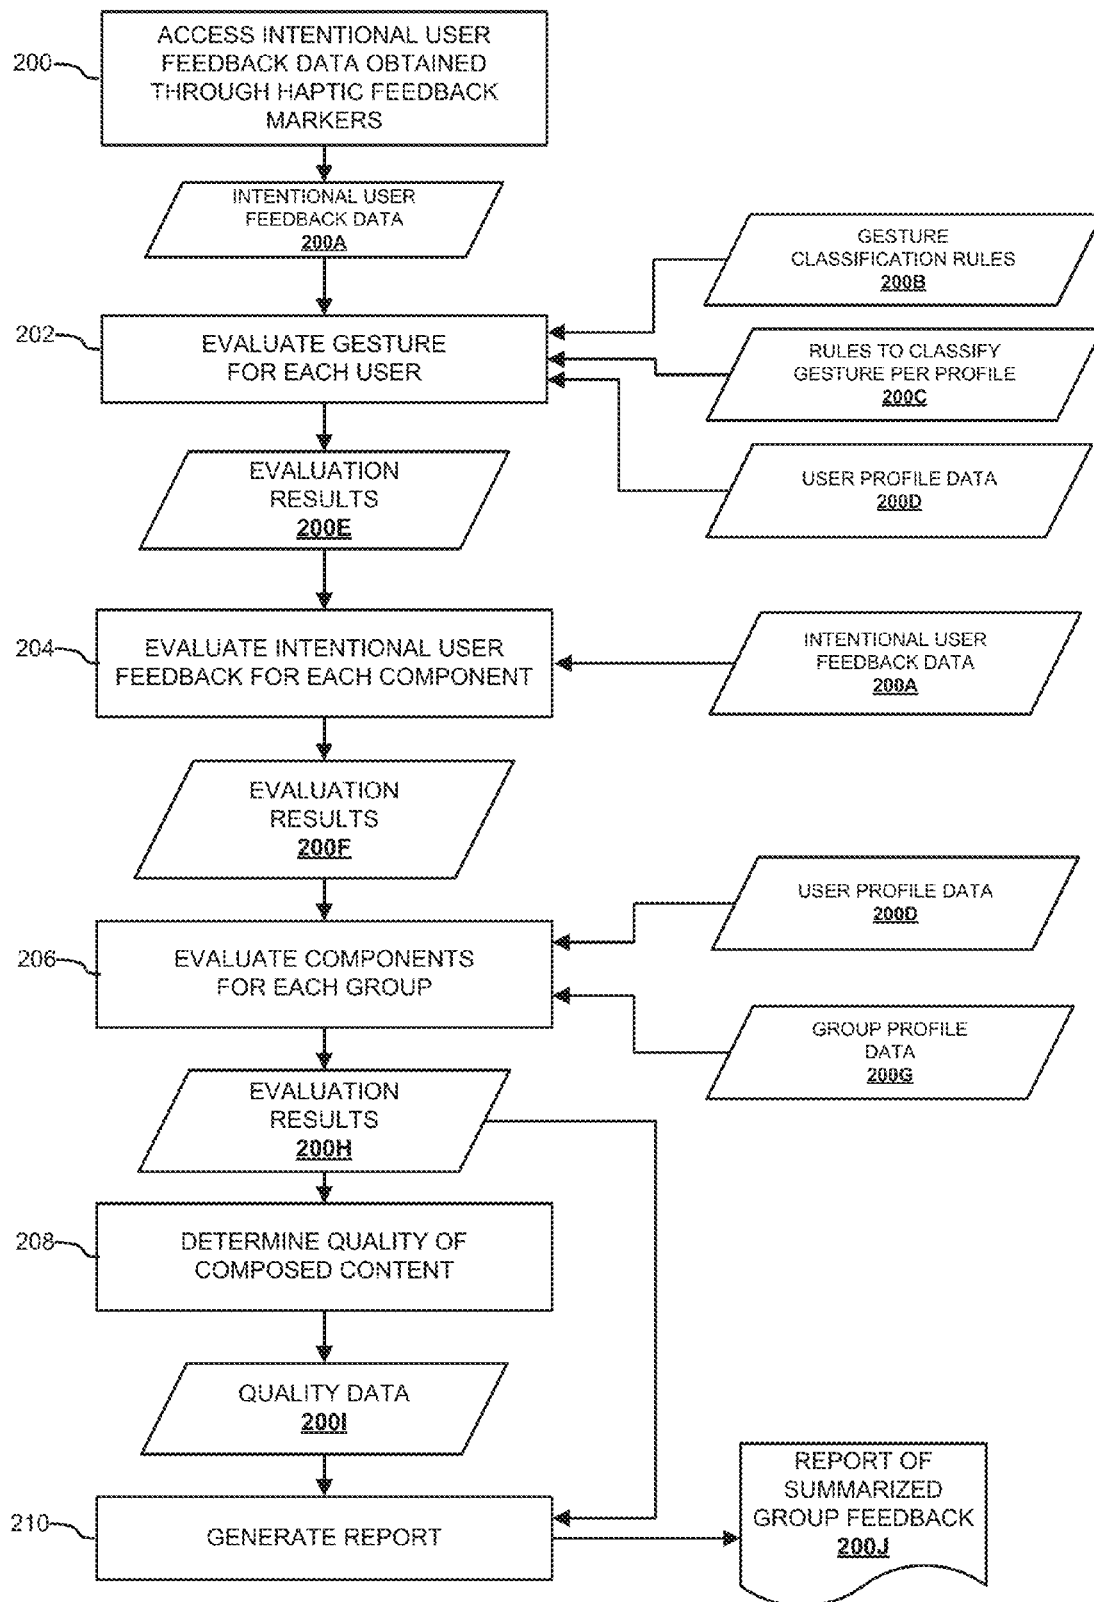 200
ACCESS INTENTIONAL USER
FEEDBACK DATA OBTAINED
THROUGH HAPTIC FEEDBACK
MARKERS
INTENTIONAL USER
FEEDBACK DATA
200A
GESTURE
CLASSIFICATION RULES
200B
202
EVALUATE GESTURE
FOR EACH USER
RULES TO CLASSIFY
GESTURE PER PROFILE
200C
EVALUATION
RESULTS
200E
USER PROFILE DATA
200D
204
EVALUATE INTENTIONAL USER
FEEDBACK FOR EACH COMPONENT
INTENTIONAL USER
FEEDBACK DATA
200A
EVALUATION
RESULTS
200F
USER PROFILE DATA
200D
206
EVALUATE COMPONENTS
FOR EACH GROUP
GROUP PROFILE
DATA
200G
EVALUATION
RESULTS
200H
208
DETERMINE QUALITY OF
COMPOSED CONTENT
QUALITY DATA
200I
210
GENERATE REPORT
REPORT OF
SUMMARIZED
GROUP FEEDBACK
200J